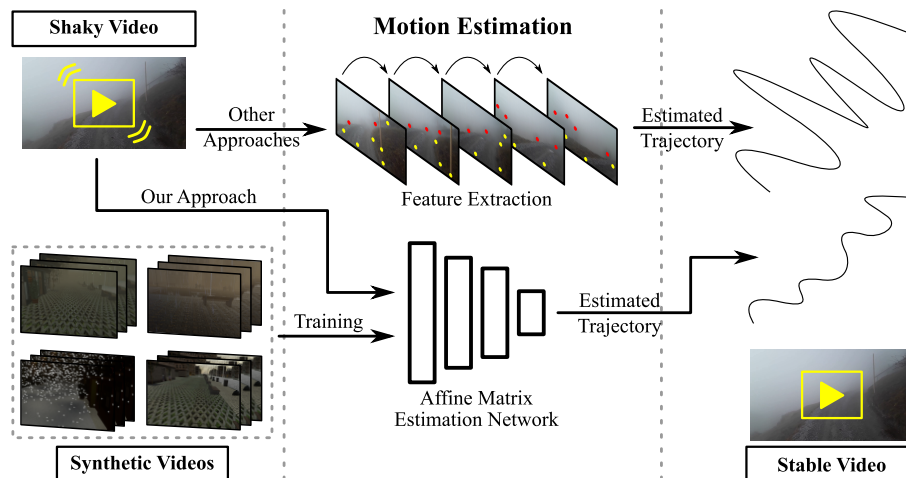 Shaky Video
Motion Estimation
Other
Approaches
Estimated
Trajectory
Our Approach
Feature Extraction
Training
Estimated
Trajectory
Affine Matrix
Estimation Network
Synthetic Videos
Stable Video